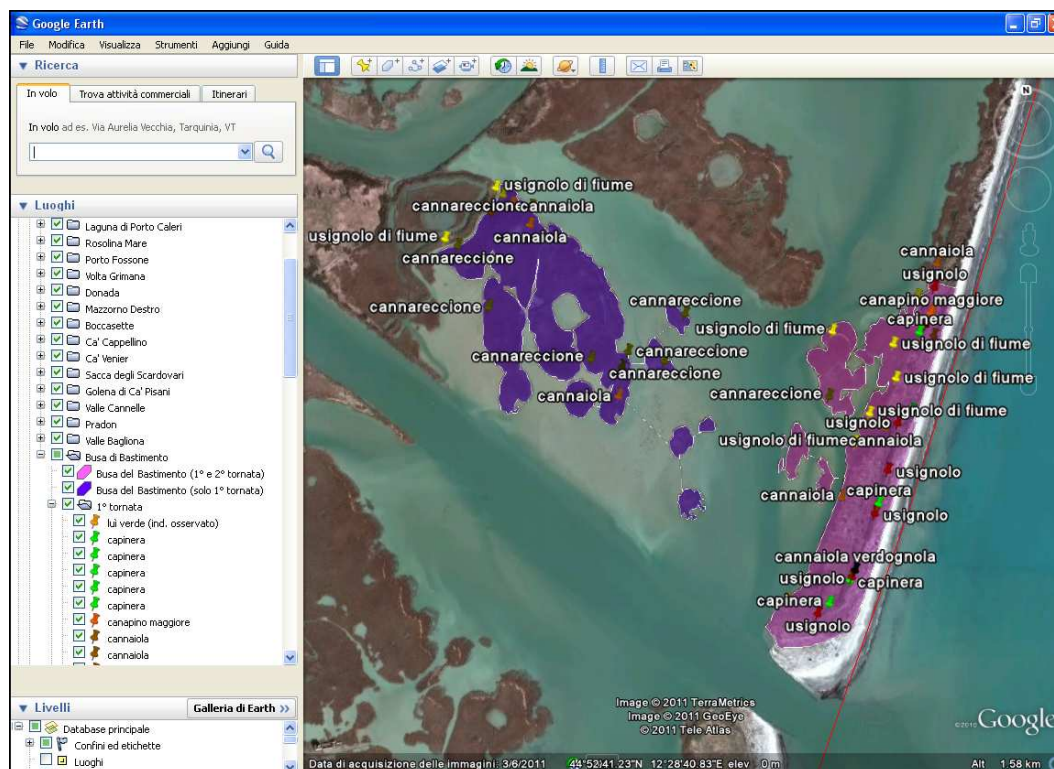 Google Earth
File Modifica Visualizza Strumenti Aggiungi Guida
Ricerca
In volo Trova attività commerciali Itinerari
In volo ad es. Via Aurelia Vecchia, Tarquinia, VT
Luoghi
Laguna di Porto Caleri
Rosolina Mare
Porto Fossone
Volta Grimana
Donada
Mazzorno Destro
Boccasette
Ca' Cappellino
Ca' Venier
Sacca degli Scardovari
Golena di Ca' Pisani
Valle Cannelle
Pradon
Valle Bagliona
Busa di Bastimento
Busa del Bastimento (1° e 2° tornata)
Busa del Bastimento (solo 1° tornata)
1° tornata
luì verde (ind. osservato)
capinera
capinera
capinera
capinera
capinera
canapino maggiore
cannaiola
cannaiola
Livelli Galleria di Earth >>
Database principale
Confini ed etichette
Luoghi
N
usignolo di fiume
cannareccione cannaiola
usignolo di fiume cannaiola
cannareccione
cannaiola
usignolo
cannareccione cannareccione canapino maggiore
usignolo di fiume capinera
usignolo di fiume
cannareccione cannareccione
cannareccione usignolo di fiume
cannaiola cannareccione
usignolo di fiume
usignolo
usignolo di fiume cannaiola
usignolo
cannaiola capinera
usignolo
cannaiola verdognola
usignolo capinera
capinera
usignolo
Image © 2011 TerraMetrics
Image © 2011 GeoEye
© 2011 Tele Atlas
©2010 Google
Data di acquisizione delle immagini: 3/6/2011 44°52'41.23"N 12°28'40.83"E elev 0 m Alt 1.58 km